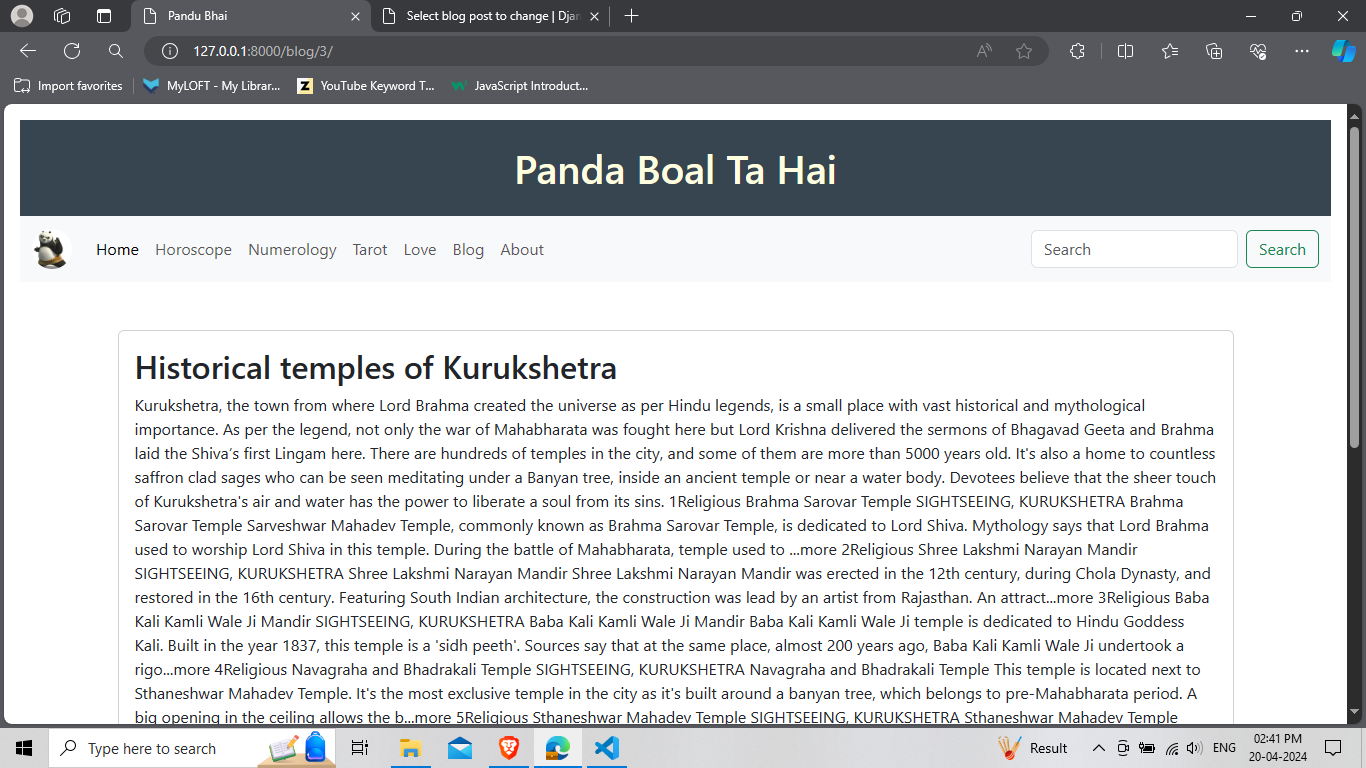 Pandu Bhai
Select blog post to change | Djan
127.0.0.1:8000/blog/3/
Import favorites
MyLOFT - My Librar...
YouTube Keyword T...
JavaScript Introduct...
Panda Boal Ta Hai
Home Horoscope Numerology Tarot Love Blog About
Search Search
Historical temples of Kurukshetra
Kurukshetra, the town from where Lord Brahma created the universe as per Hindu legends, is a small place with vast historical and mythological
importance. As per the legend, not only the war of Mahabharata was fought here but Lord Krishna delivered the sermons of Bhagavad Geeta and Brahma
laid the Shiva’s first Lingam here. There are hundreds of temples in the city, and some of them are more than 5000 years old. It's also a home to countless
saffron clad sages who can be seen meditating under a Banyan tree, inside an ancient temple or near a water body. Devotees believe that the sheer touch
of Kurukshetra's air and water has the power to liberate a soul from its sins. 1Religious Brahma Sarovar Temple SIGHTSEEING, KURUKSHETRA Brahma
Sarovar Temple Sarveshwar Mahadev Temple, commonly known as Brahma Sarovar Temple, is dedicated to Lord Shiva. Mythology says that Lord Brahma
used to worship Lord Shiva in this temple. During the battle of Mahabharata, temple used to ...more 2Religious Shree Lakshmi Narayan Mandir
SIGHTSEEING, KURUKSHETRA Shree Lakshmi Narayan Mandir Shree Lakshmi Narayan Mandir was erected in the 12th century, during Chola Dynasty, and
restored in the 16th century. Featuring South Indian architecture, the construction was lead by an artist from Rajasthan. An attract...more 3Religious Baba
Kali Kamli Wale Ji Mandir SIGHTSEEING, KURUKSHETRA Baba Kali Kamli Wale Ji Mandir Baba Kali Kamli Wale Ji temple is dedicated to Hindu Goddess
Kali. Built in the year 1837, this temple is a 'sidh peeth'. Sources say that at the same place, almost 200 years ago, Baba Kali Kamli Wale Ji undertook a
rigo...more 4Religious Navagraha and Bhadrakali Temple SIGHTSEEING, KURUKSHETRA Navagraha and Bhadrakali Temple This temple is located next to
Sthaneshwar Mahadev Temple. It's the most exclusive temple in the city as it's built around a banyan tree, which belongs to pre-Mahabharata period. A
big opening in the ceiling allows the b...more 5Religious Sthaneshwar Mahadev Temple SIGHTSEEING, KURUKSHETRA Sthaneshwar Mahadev Temple
Type here to search
Result
ENG
02:41 PM
20-04-2024